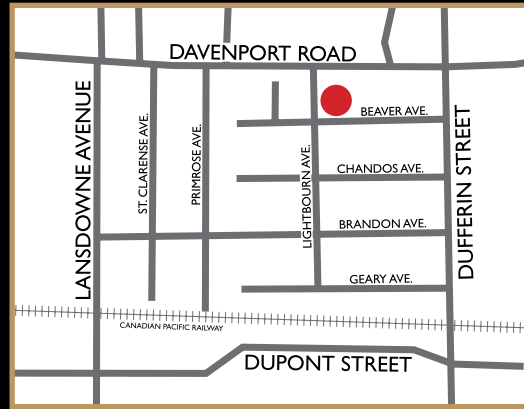 DAVENPORT ROAD
LANSDOWNE AVENUE
ST. CLARENSE AVE.
PRIMROSE AVE.
LIGHTBOURN AVE.
BEAVER AVE.
CHANDOS AVE.
BRANDON AVE.
GEARY AVE.
DUFFERIN STREET
CANADIAN PACIFIC RAILWAY
DUPONT STREET